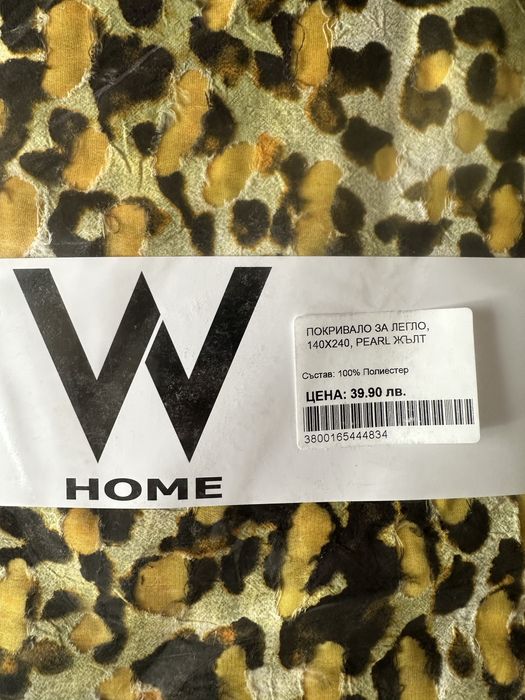 W
HOME
ПОКРИВАЛО ЗА ЛЕГЛО,
140X240, PEARL ЖЪЛТ
Състав: 100% Полиестер
ЦЕНА: 39.90 лв.
3800165444834